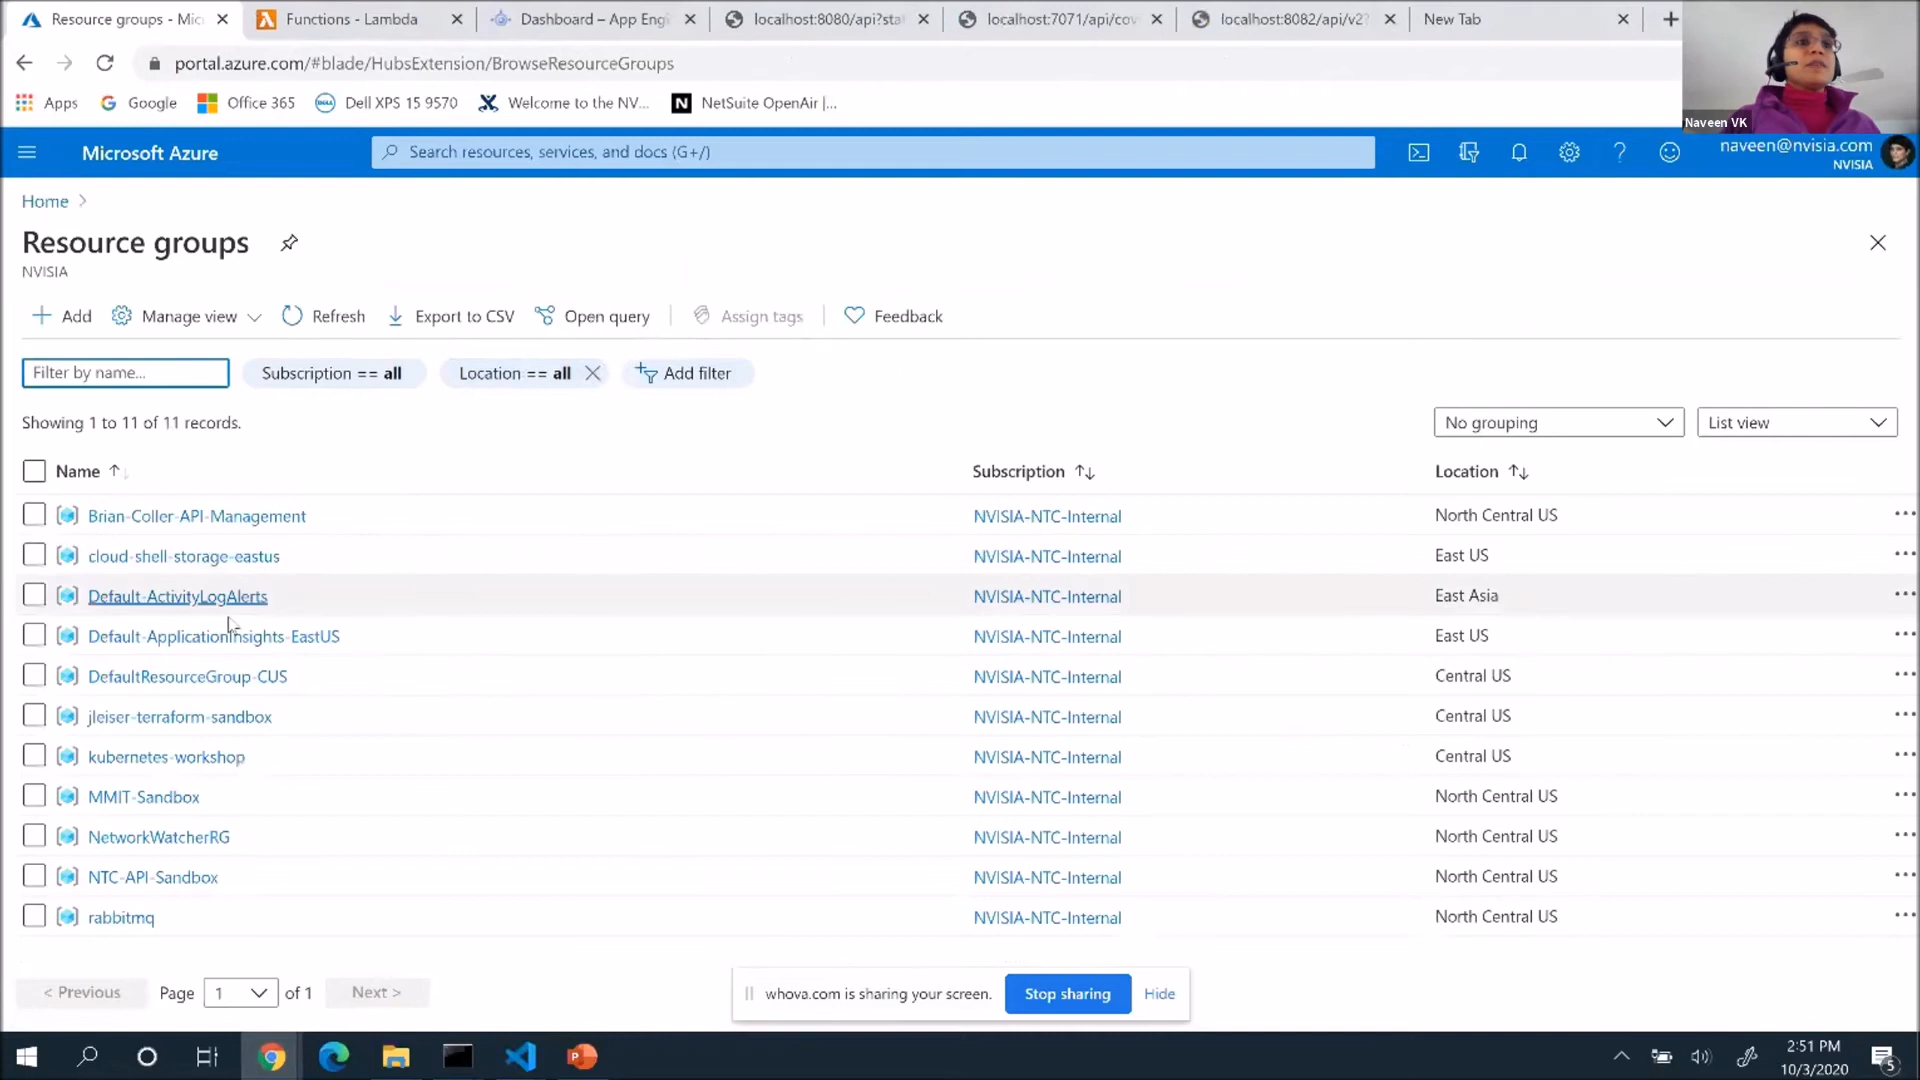 Resource groups - Mic
Functions - Lambda
Dashboard – App Engi
localhost:8080/api?sta
localhost:7071/api/cov
localhost:8082/api/v2?
New Tab
portal.azure.com/#blade/HubsExtension/BrowseResourceGroups
Apps
Google
Office 365
Dell XPS 15 9570
Welcome to the NV...
NetSuite OpenAir |...
Naveen VK
Microsoft Azure
Search resources, services, and docs (G+/)
naveen@nvisia.com
NVISIA
Home
Resource groups
NVISIA
Add
Manage view
Refresh
Export to CSV
Open query
Assign tags
Feedback
Filter by name...
Subscription == all
Location == all
Add filter
Showing 1 to 11 of 11 records.
No grouping
List view
Name
Subscription
Location
Brian-Coller-API-Management
NVISIA-NTC-Internal
North Central US
cloud-shell-storage-eastus
NVISIA-NTC-Internal
East US
Default-ActivityLogAlerts
NVISIA-NTC-Internal
East Asia
Default-ApplicationInsights-EastUS
NVISIA-NTC-Internal
East US
DefaultResourceGroup-CUS
NVISIA-NTC-Internal
Central US
jleiser-terraform-sandbox
NVISIA-NTC-Internal
Central US
kubernetes-workshop
NVISIA-NTC-Internal
Central US
MMIT-Sandbox
NVISIA-NTC-Internal
North Central US
NetworkWatcherRG
NVISIA-NTC-Internal
North Central US
NTC-API-Sandbox
NVISIA-NTC-Internal
North Central US
rabbitmq
NVISIA-NTC-Internal
North Central US
< Previous
Page
1
of 1
Next >
whova.com is sharing your screen.
Stop sharing
Hide
2:51 PM
10/3/2020
5